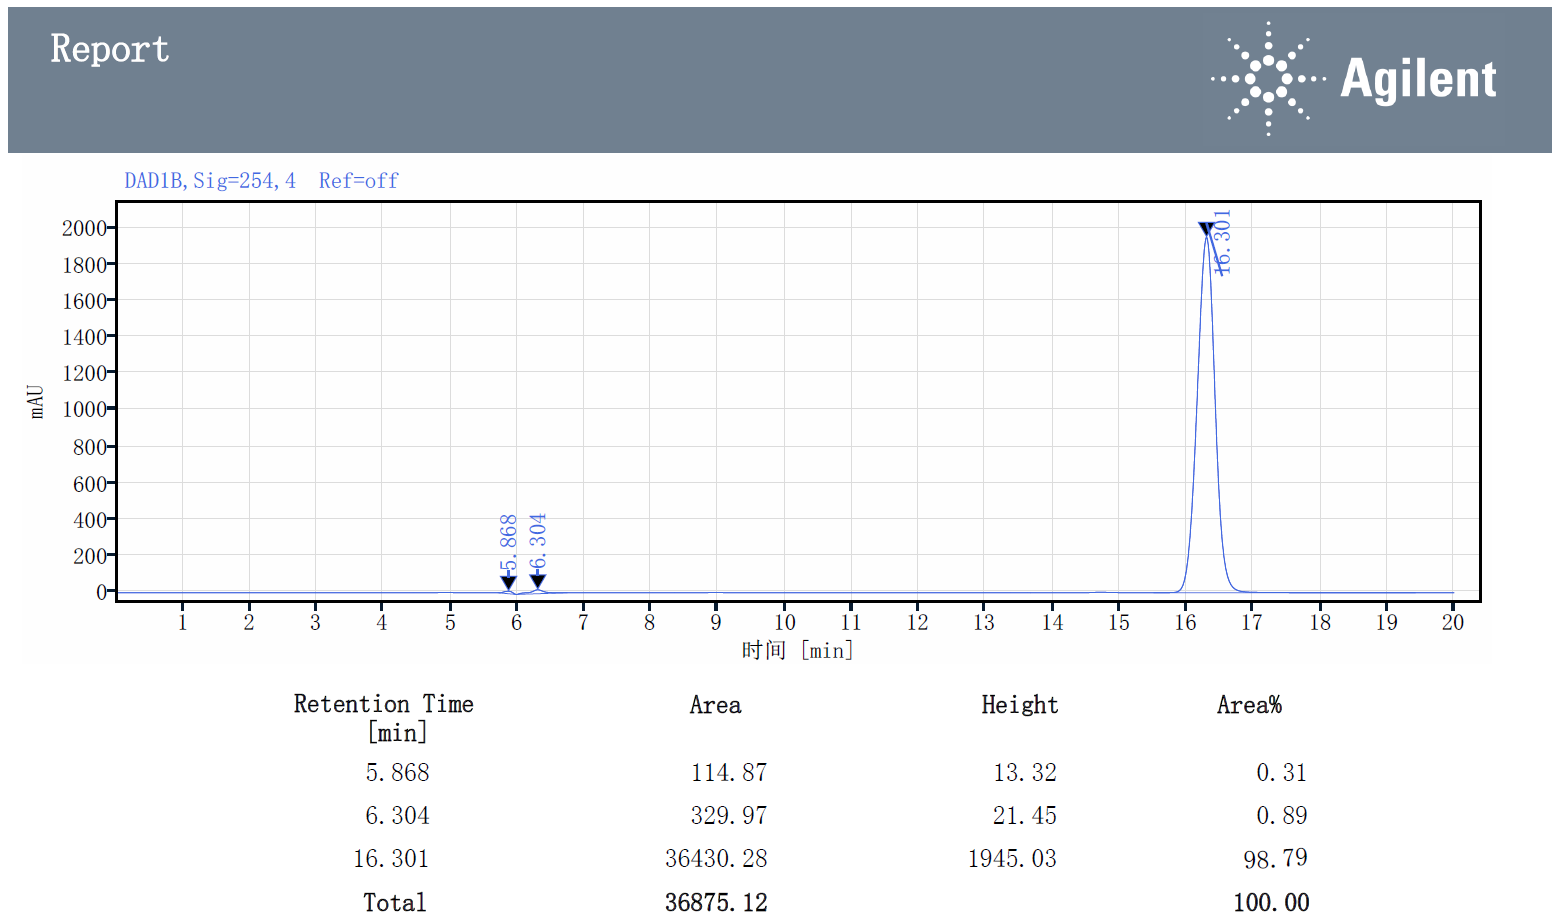 Report
Agilent
DAD1B,Sig=254,4 Ref=off
2000
1800
1600
1400
1200
1000
800
600
400
200
0
mAU
5.868
6.304
16.301
1 2 3 4 5 6 7 8 9 10 11 12 13 14 15 16 17 18 19 20
时间 [min]
Retention Time Area Height Area%
[min]
5.868 114.87 13.32 0.31
6.304 329.97 21.45 0.89
16.301 36430.28 1945.03 98.79
Total 36875.12 100.00